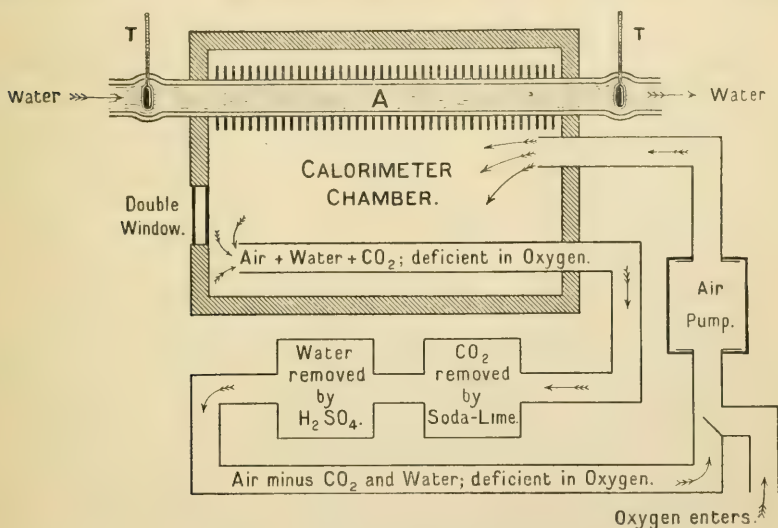 T
T
Water
A
Water
CALORIMETER
CHAMBER.
Double
Window.
Air + Water + CO₂; deficient in Oxygen.
Air
Pump.
Water
removed
by
H₂SO₄.
CO₂
removed
by
Soda-Lime.
Air minus CO₂ and Water; deficient in Oxygen.
Oxygen enters.